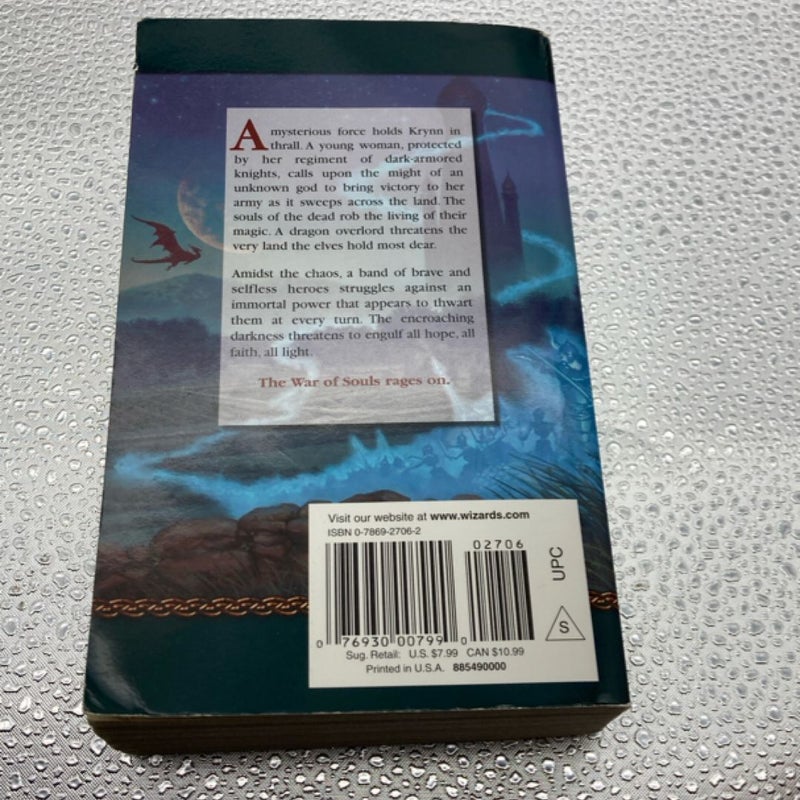 A mysterious force holds Krynn in
thrall. A young woman, protected
by her regiment of dark-armored
knights, calls upon the might of an
unknown god to bring victory to her
army as it sweeps across the land. The
souls of the dead rob the living of their
magic. A dragon overlord threatens the
very land the elves hold most dear.
Amidst the chaos, a band of brave and
selfless heroes struggles against an
immortal power that appears to thwart
them at every turn. The encroaching
darkness threatens to engulf all hope, all
faith, all light.
The War of Souls rages on.
Visit our website at www.wizards.com
ISBN 0-7869-2706-2
02706
UPC
S
0 76930 00799 0
Sug. Retail: U.S. $7.99 CAN $10.99
Printed in U.S.A. 885490000